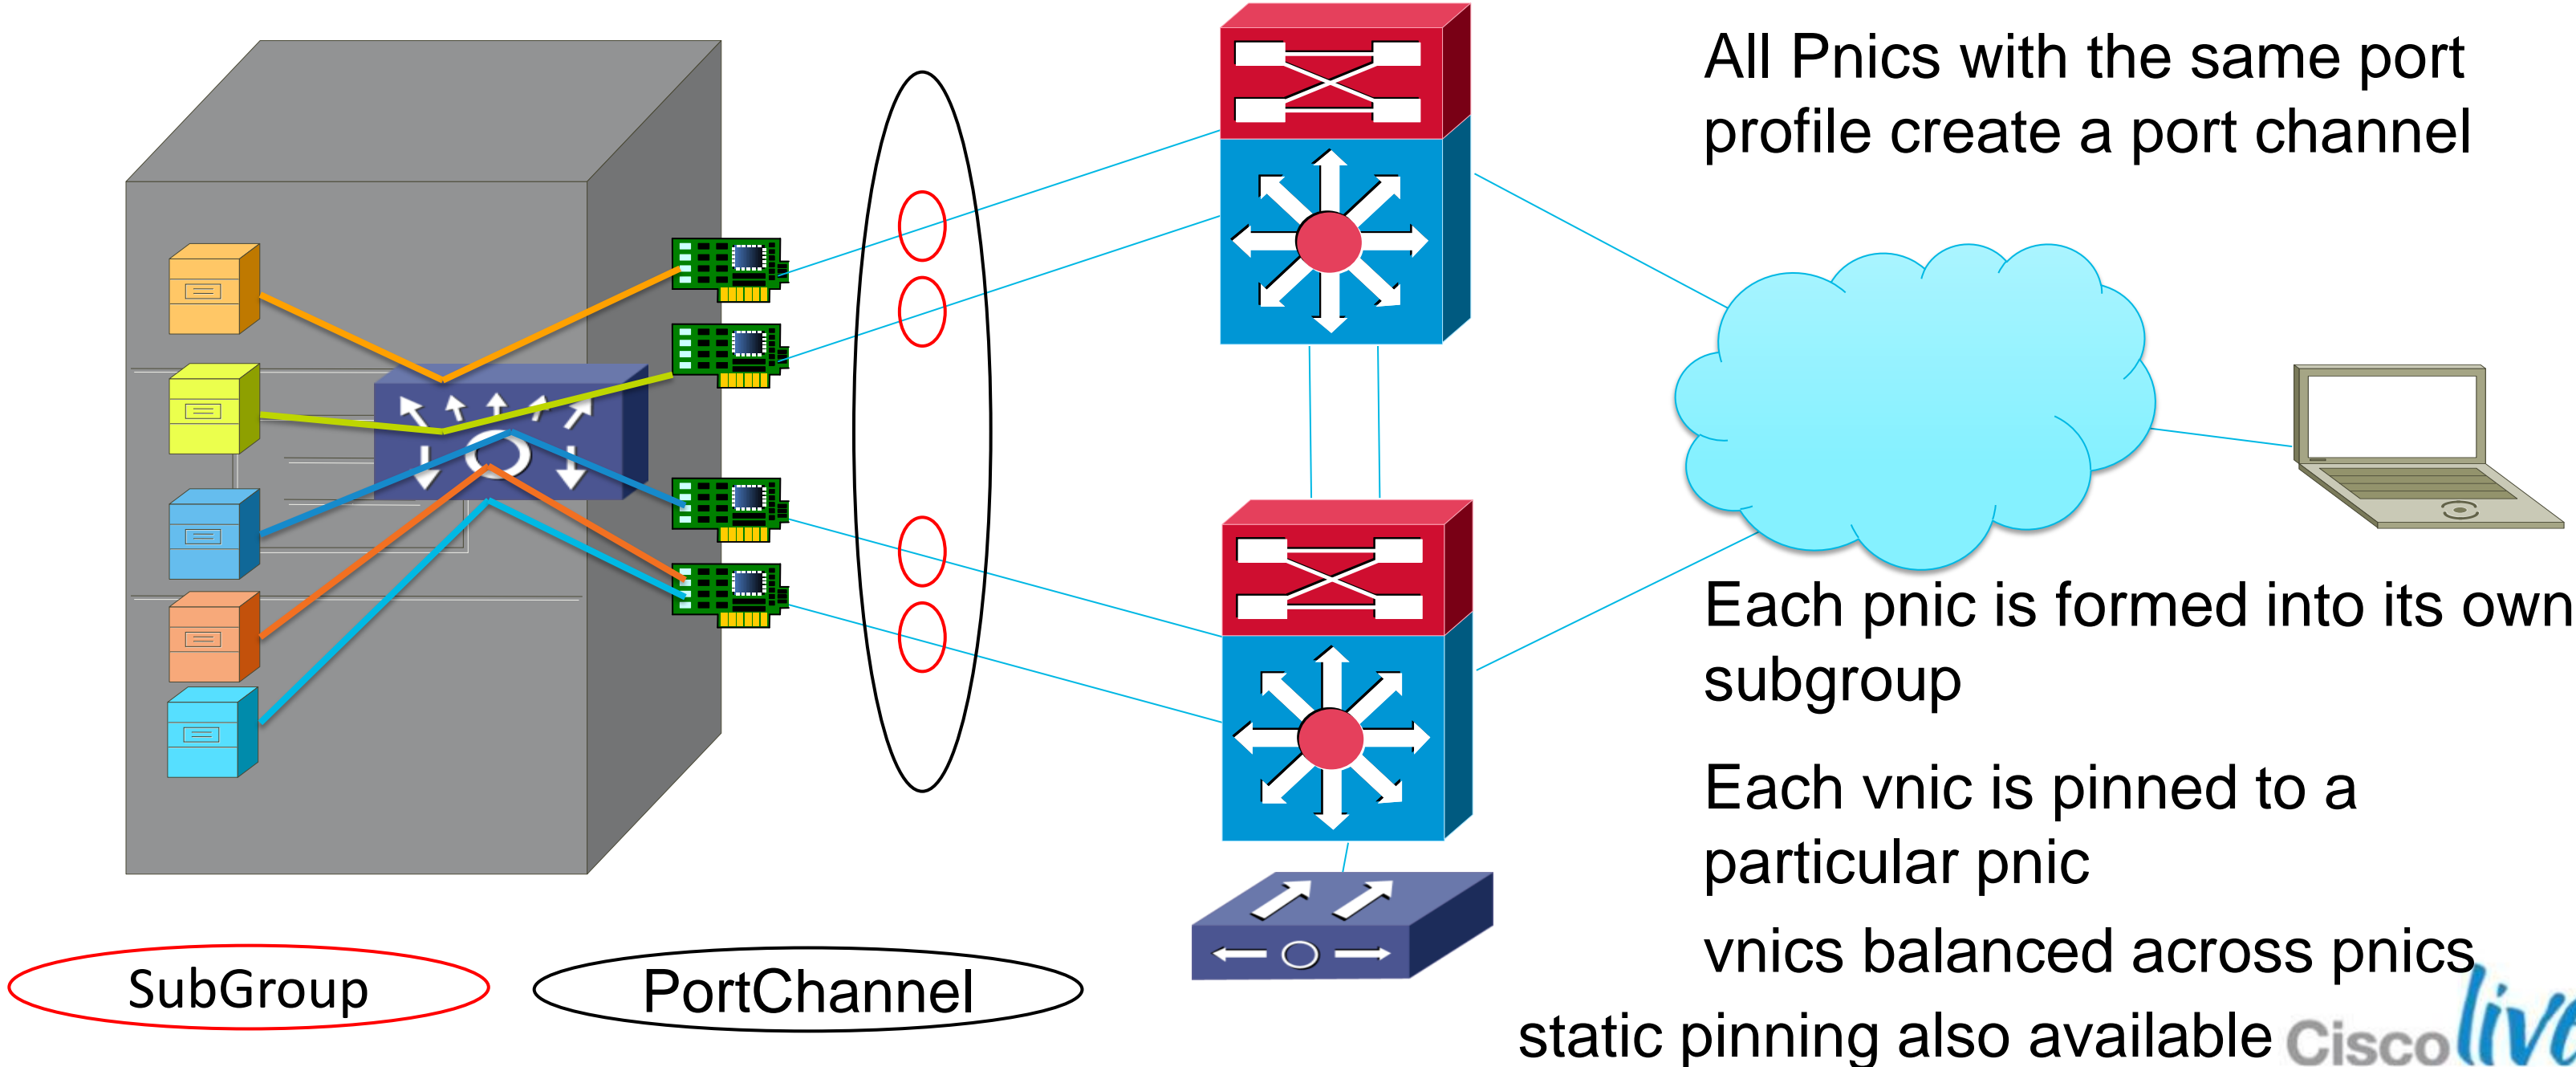 All Pnics with the same port
profile create a port channel
Each pnic is formed into its own
subgroup
Each vnic is pinned to a
particular pnic
vnics balanced across pnics
static pinning also available
SubGroup
PortChannel
Cisco live